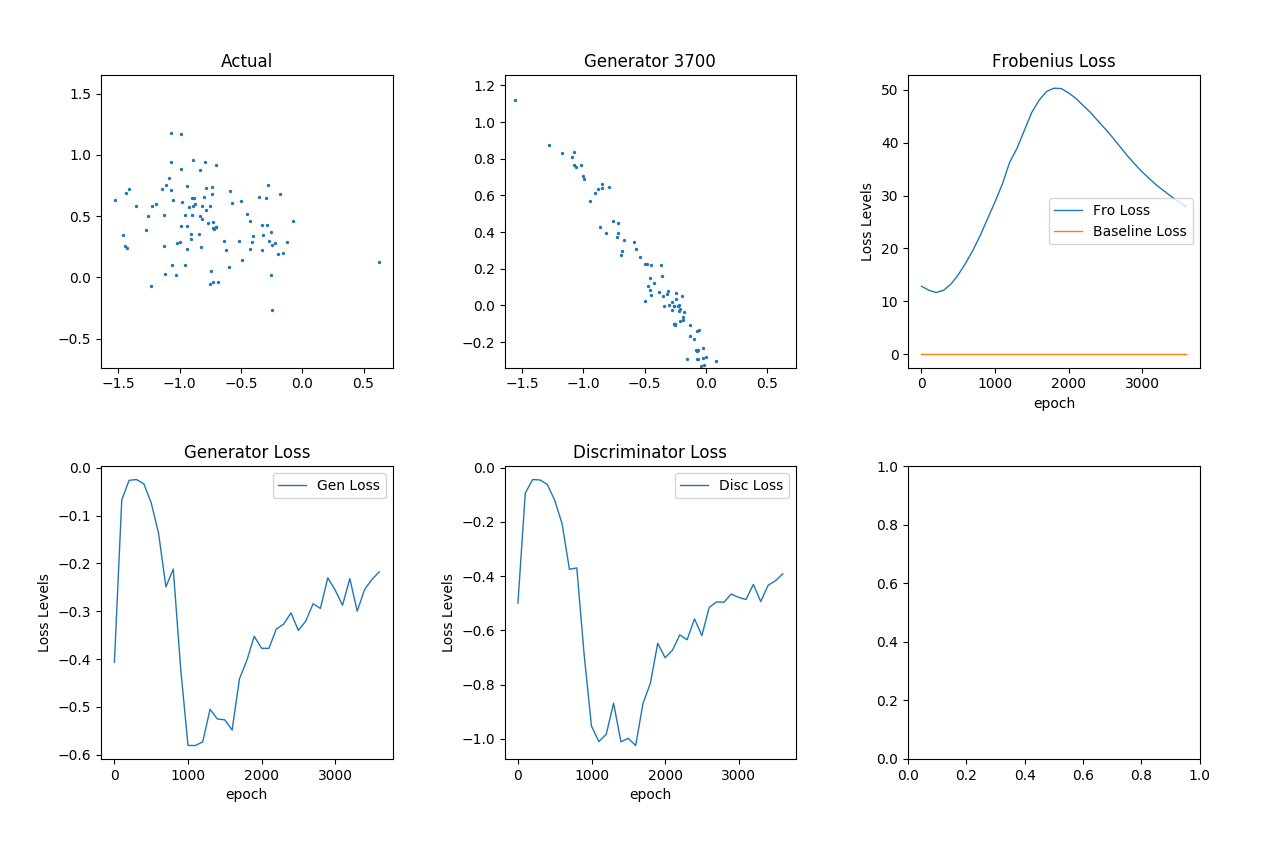 Actual
1.5
1.0
0.5
0.0
−0.5
−1.5 −1.0 −0.5 0.0 0.5
Generator 3700
1.2
1.0
0.8
0.6
0.4
0.2
0.0
−0.2
−1.5 −1.0 −0.5 0.0 0.5
Frobenius Loss
Loss Levels
50
40
30
20
10
0
Fro Loss
Baseline Loss
0 1000 2000 3000
epoch
Generator Loss
Loss Levels
0.0
−0.1
−0.2
−0.3
−0.4
−0.5
−0.6
Gen Loss
0 1000 2000 3000
epoch
Discriminator Loss
Loss Levels
0.0
−0.2
−0.4
−0.6
−0.8
−1.0
Disc Loss
0 1000 2000 3000
epoch
1.0
0.8
0.6
0.4
0.2
0.0
0.0 0.2 0.4 0.6 0.8 1.0